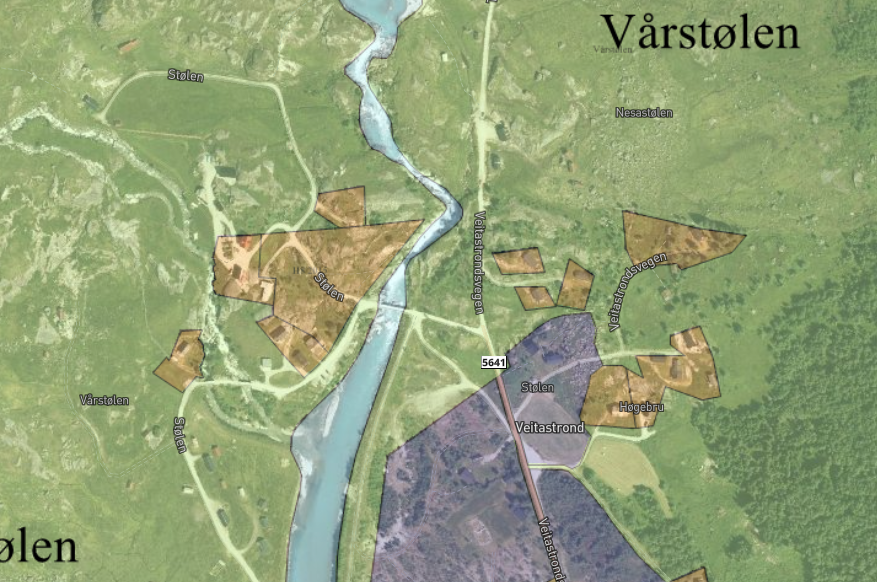 Vårstølen
Vårstølen
Stølen
Nesastølen
Veitastrondsvegen
Veitastrondsvegen
Stølen
5641
Stølen
Vårstølen
Høgebru
Stølen
Veitastrond
ølen
Veitastrond